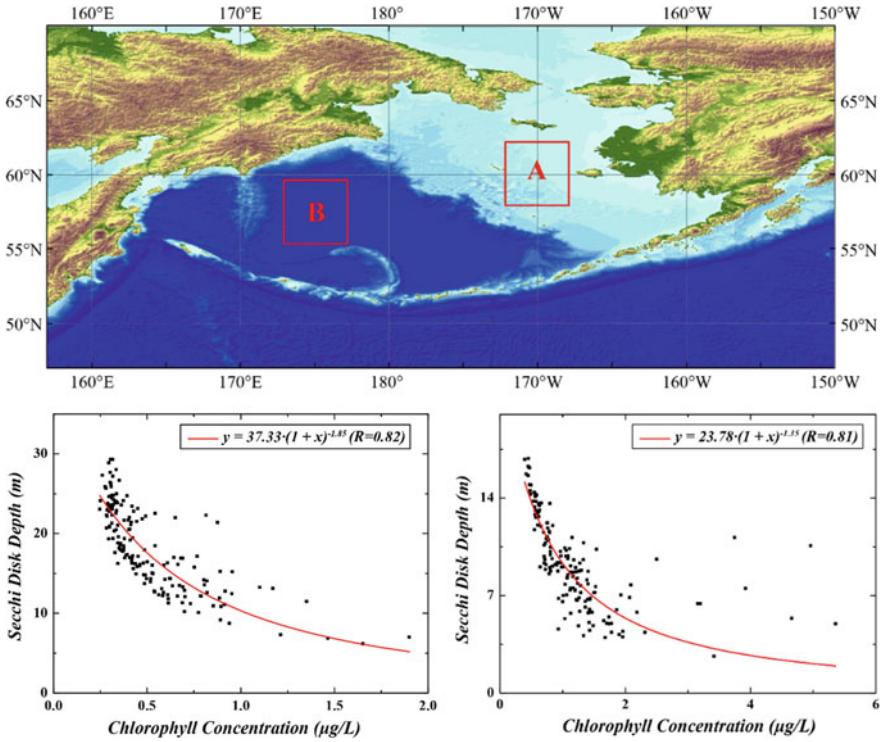 160°E 170°E 180° 170°W 160°W 150°W
65°N 65°N
A
60°N 60°N
B
55°N 55°N
50°N 50°N
160°E 170°E 180° 170°W 160°W 150°W
y = 37.33·(1 + x)^-1.85 (R=0.82)
30
20
10
0
Secchi Disk Depth (m)
0.0 0.5 1.0 1.5 2.0
Chlorophyll Concentration (µg/L)
y = 23.78·(1 + x)^-1.35 (R=0.81)
14
7
0
Secchi Disk Depth (m)
0 2 4 6
Chlorophyll Concentration (µg/L)